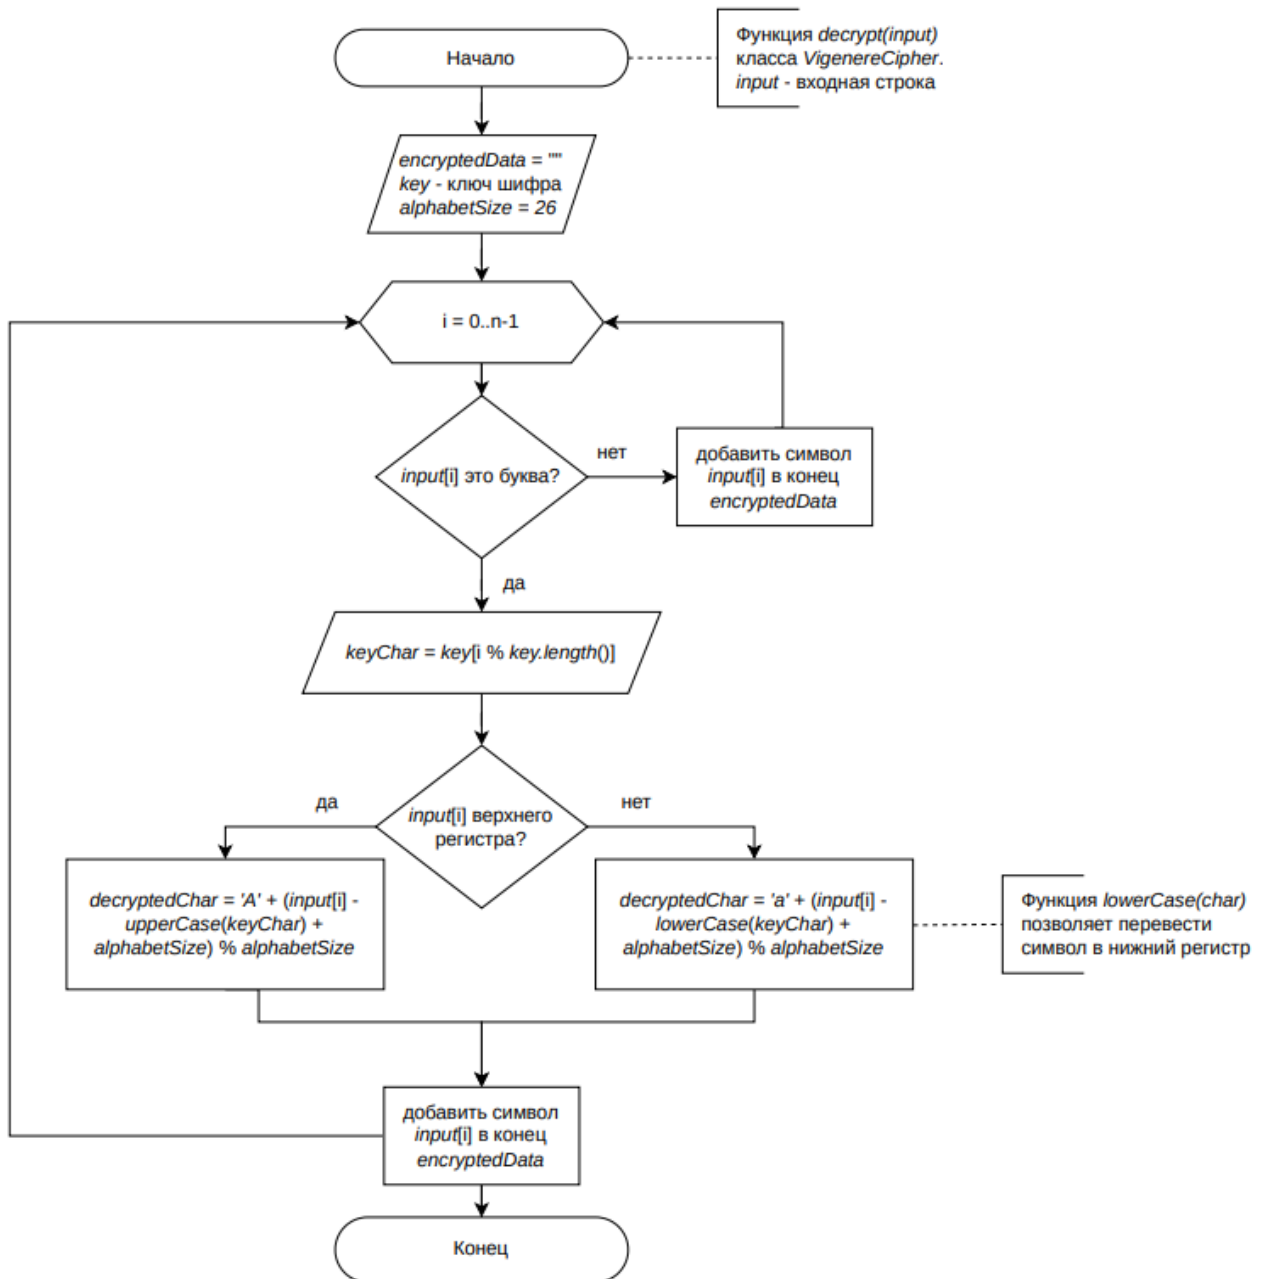 Начало
Функция decrypt(input)
класса VigenereCipher.
input - входная строка
encryptedData = ""
key - ключ шифра
alphabetSize = 26
i = 0..n-1
input[i] это буква?
нет
добавить символ
input[i] в конец
encryptedData
да
keyChar = key[i % key.length()]
input[i] верхнего
регистра?
да
нет
decryptedChar = 'A' + (input[i] -
upperCase(keyChar) +
alphabetSize) % alphabetSize
decryptedChar = 'a' + (input[i] -
lowerCase(keyChar) +
alphabetSize) % alphabetSize
Функция lowerCase(char)
позволяет перевести
символ в нижний регистр
добавить символ
input[i] в конец
encryptedData
Конец